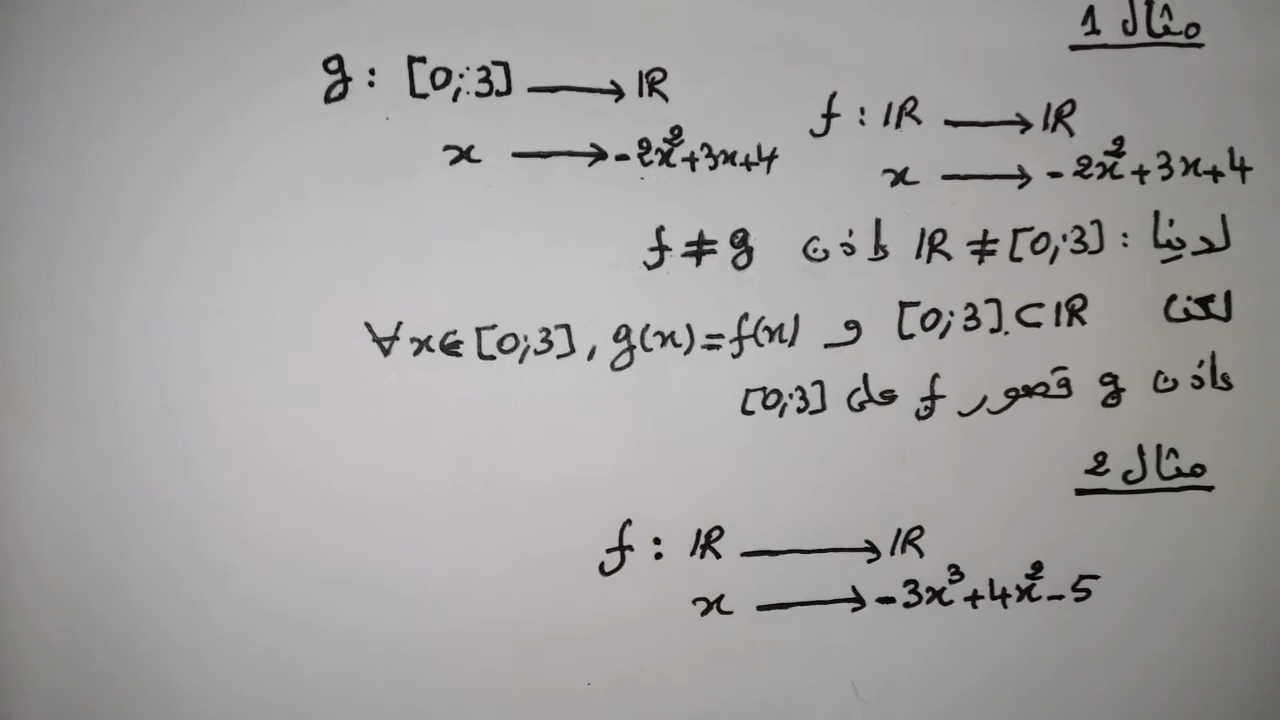 مثال 1
f : IR ⟶ IR
x ⟶ -2x²+3x+4
g : [0;3] ⟶ IR
x ⟶ -2x²+3x+4
لدينا : IR ≠ [0;3] إذن f ≠ g
لكن [0;3] ⊂ IR و ∀x∈[0;3], g(x)=f(x)
إذن g قصور f على [0;3]
مثال 2
f : IR ⟶ IR
x ⟶ -3x³+4x²-5